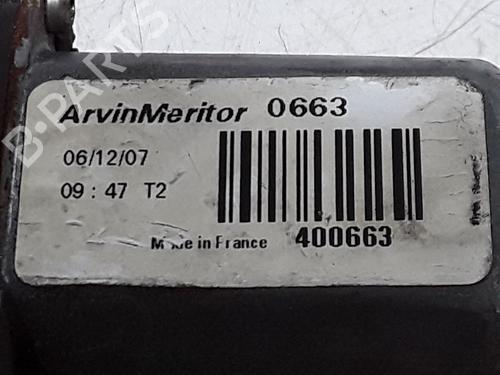 B-PARTS
ArvinMeritor 0663
06/12/07
09:47 T2
Made in France 400663